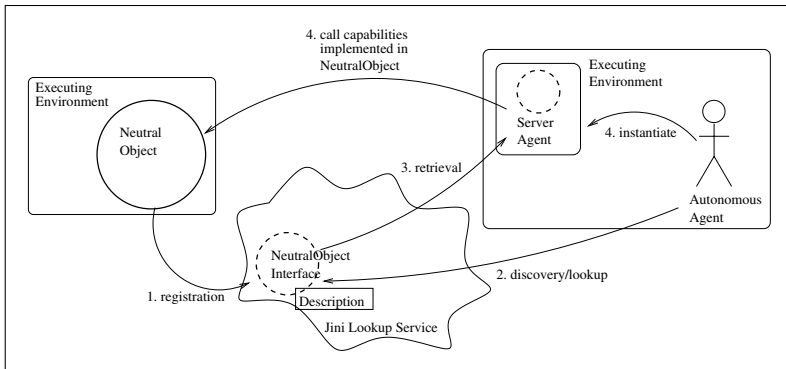 4. call capabilities
implemented in
NeutralObject
Executing
Environment
Neutral
Object
Executing
Environment
Server
Agent
4. instantiate
Autonomous
Agent
3. retrieval
NeutralObject
Interface
Description
Jini Lookup Service
1. registration
2. discovery/lookup